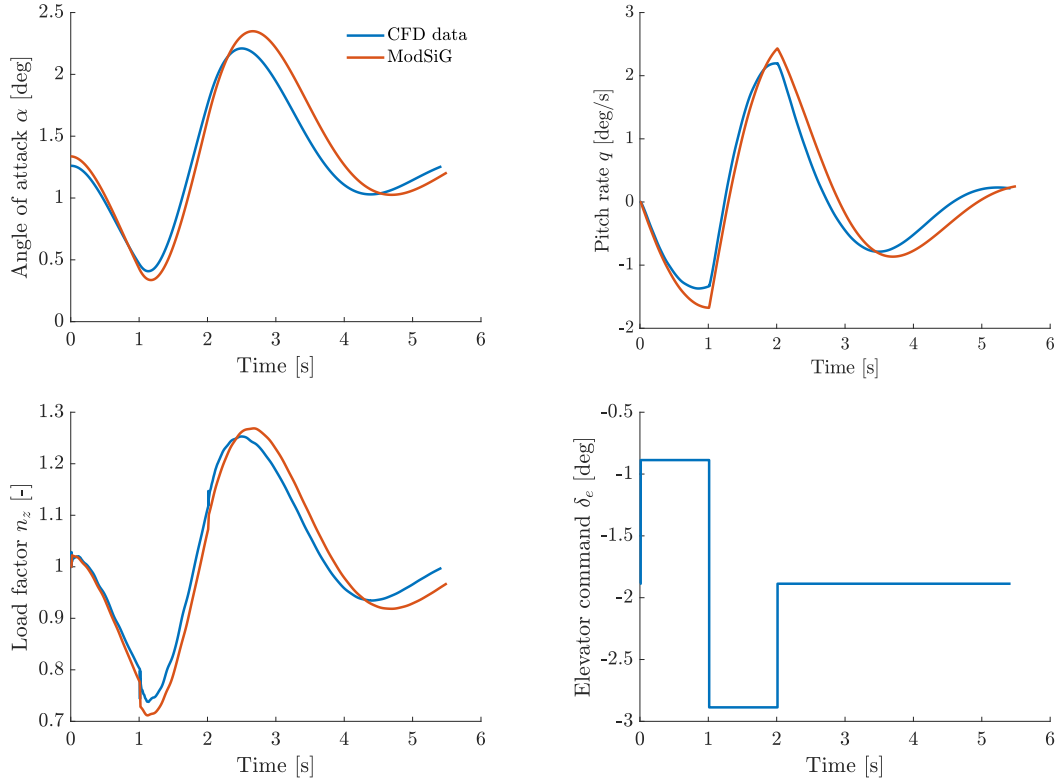 2.5
2
1.5
1
0.5
0
Angle of attack α [deg]
CFD data
ModSiG
0 1 2 3 4 5 6
Time [s]
3
2
1
0
-1
-2
Pitch rate q [deg/s]
0 1 2 3 4 5 6
Time [s]
1.3
1.2
1.1
1
0.9
0.8
0.7
Load factor n_z [-]
0 1 2 3 4 5 6
Time [s]
-0.5
-1
-1.5
-2
-2.5
-3
Elevator command δ_e [deg]
0 1 2 3 4 5 6
Time [s]